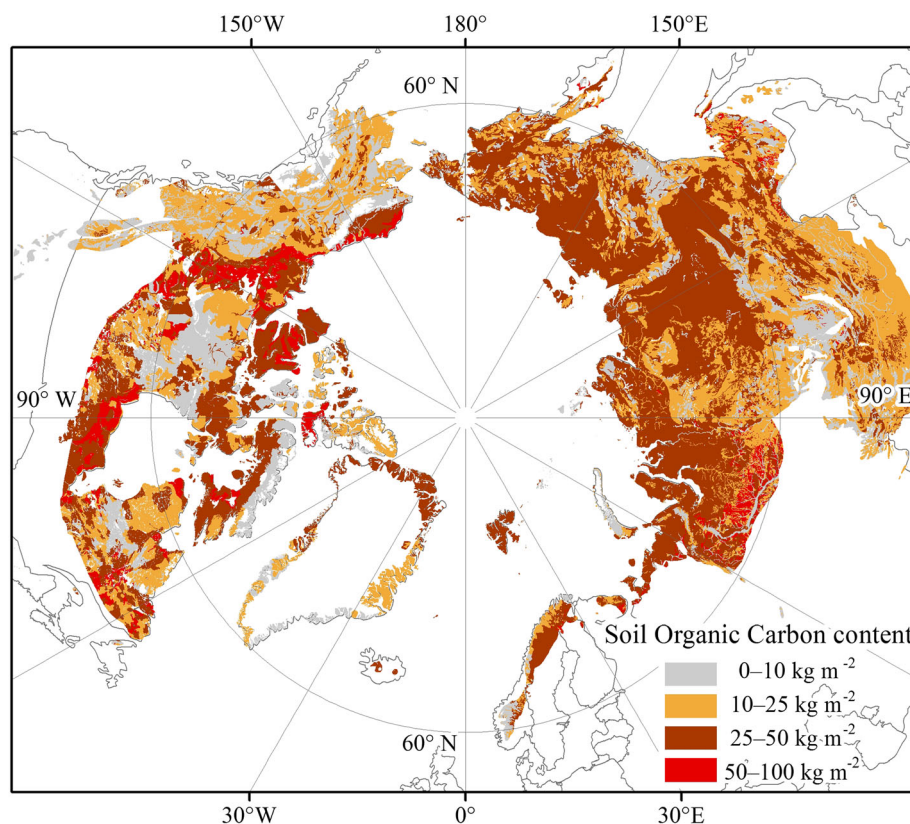 150°W 180° 150°E
60° N
90° W
90° E
Soil Organic Carbon content
0–10 kg m⁻²
10–25 kg m⁻²
25–50 kg m⁻²
50–100 kg m⁻²
60° N
30°W 0° 30°E